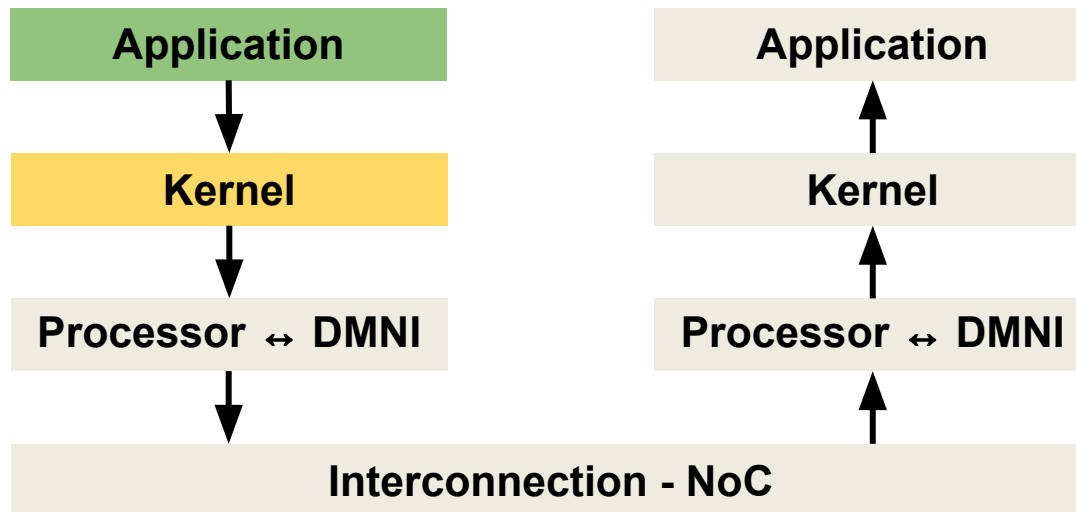 Application
Application
Kernel
Kernel
Processor ↔ DMNI
Processor ↔ DMNI
Interconnection - NoC